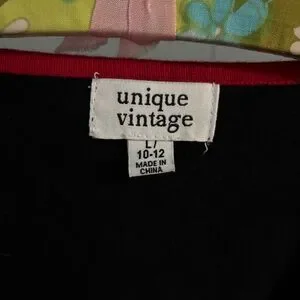 unique
vintage
L/
10-12
MADE IN
CHINA